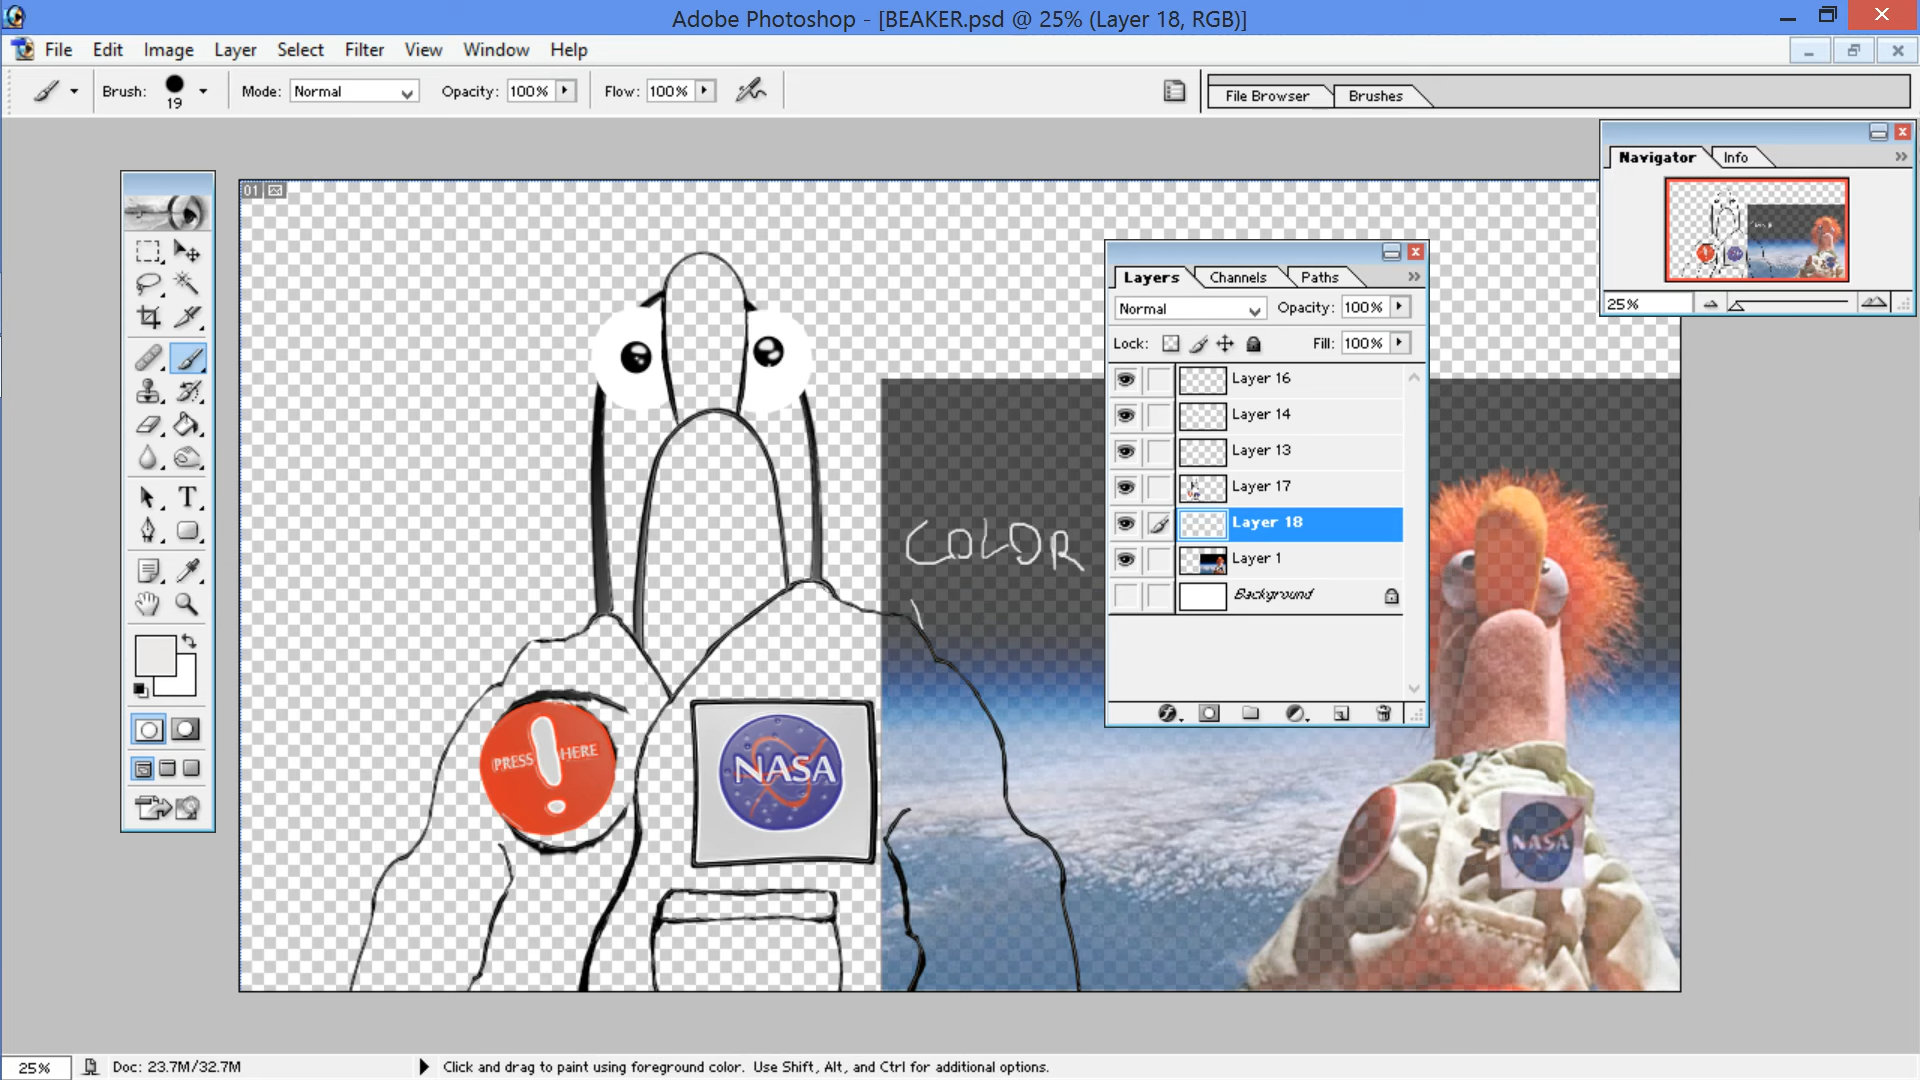 Adobe Photoshop - [BEAKER.psd @ 25% (Layer 18, RGB)]
File Edit Image Layer Select Filter View Window Help
Brush: 19 Mode: Normal Opacity: 100% Flow: 100%
File Browser Brushes
Navigator Info
25%
01
Layers Channels Paths
Normal Opacity: 100%
Lock: Fill: 100%
Layer 16
Layer 14
Layer 13
Layer 17
Layer 18
Layer 1
Background
COLOR
PRESS HERE
NASA
NASA
25% Doc: 23.7M/32.7M Click and drag to paint using foreground color. Use Shift, Alt, and Ctrl for additional options.